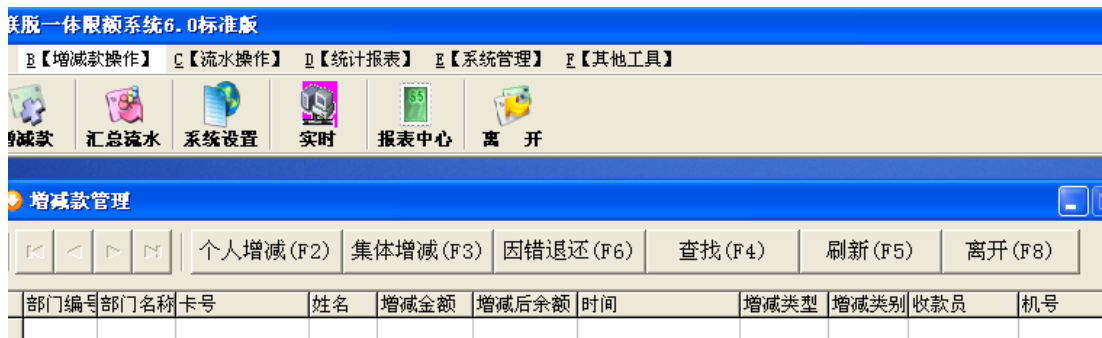 脱一体限额系统6.0标准版
B【增减款操作】 C【流水操作】 D【统计报表】 E【系统管理】 F【其他工具】
增减款 汇总流水 系统设置 实时 报表中心 离 开
增减款管理
个人增减(F2) 集体增减(F3) 因错退还(F6) 查找(F4) 刷新(F5) 离开(F8)
部门编号 部门名称 卡号 姓名 增减金额 增减后余额 时间 增减类型 增减类别 收款员 机号